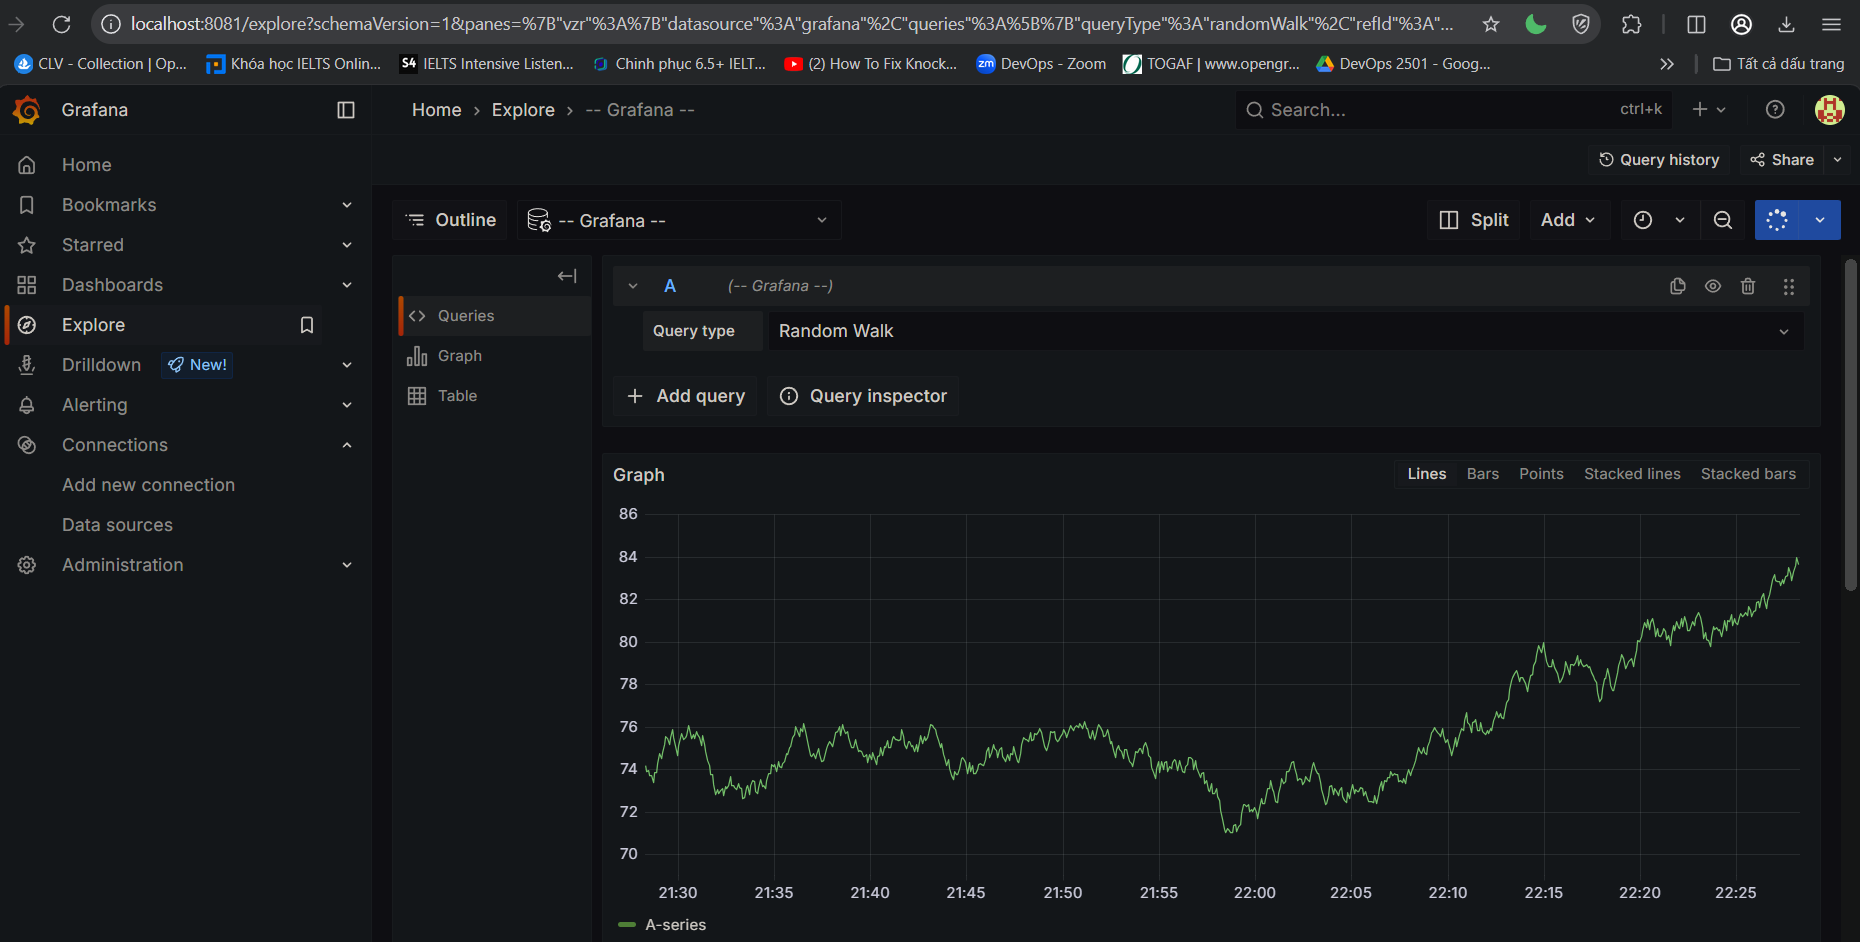 localhost:8081/explore?schemaVersion=1&panes=%7B"vzr"%3A%7B"datasource"%3A"grafana"%2C"queries"%3A%5B%7B"queryType"%3A"randomWalk"%2C"refId"%3A"...
CLV - Collection | Op... Khóa học IELTS Onlin... S4 IELTS Intensive Listen... Chinh phục 6.5+ IELT... (2) How To Fix Knock... zm DevOps - Zoom TOGAF | www.opengr... DevOps 2501 - Goog... Tất cả dấu trang
Grafana Home Explore -- Grafana -- Search... ctrl+k
Home
Bookmarks
Starred
Dashboards
Explore
Drilldown New!
Alerting
Connections
Add new connection
Data sources
Administration
Query history Share
Outline -- Grafana -- Split Add
Queries
Graph
Table
A (-- Grafana --)
Query type Random Walk
Add query Query inspector
Graph Lines Bars Points Stacked lines Stacked bars
86
84
82
80
78
76
74
72
70
21:30 21:35 21:40 21:45 21:50 21:55 22:00 22:05 22:10 22:15 22:20 22:25
A-series